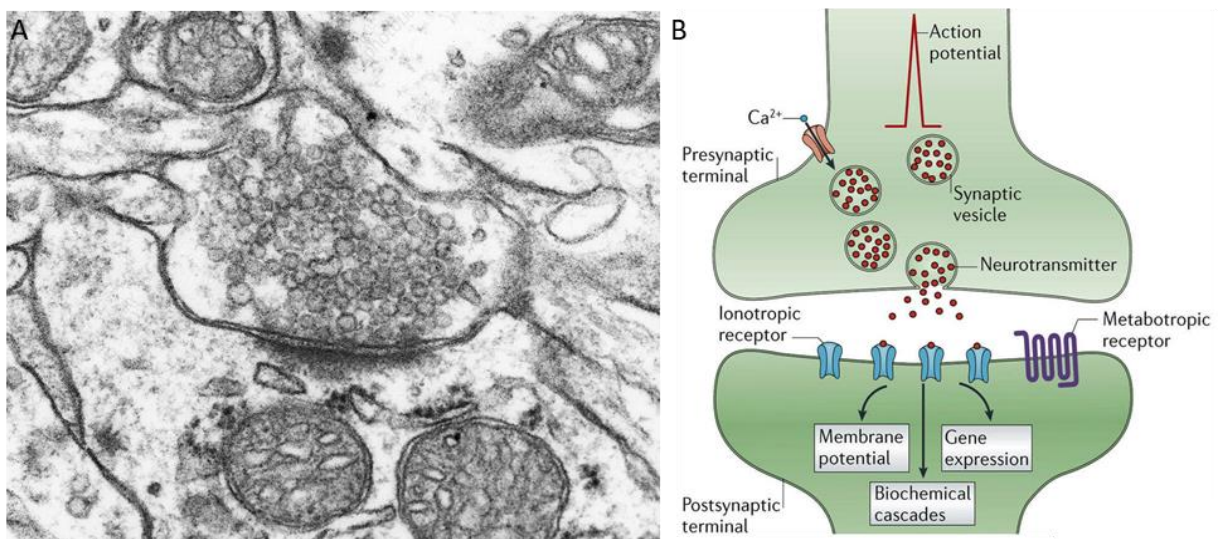 A
B
Action
potential
Ca²⁺
Presynaptic
terminal
Synaptic
vesicle
Neurotransmitter
Ionotropic
receptor
Metabotropic
receptor
Membrane
potential
Gene
expression
Biochemical
cascades
Postsynaptic
terminal